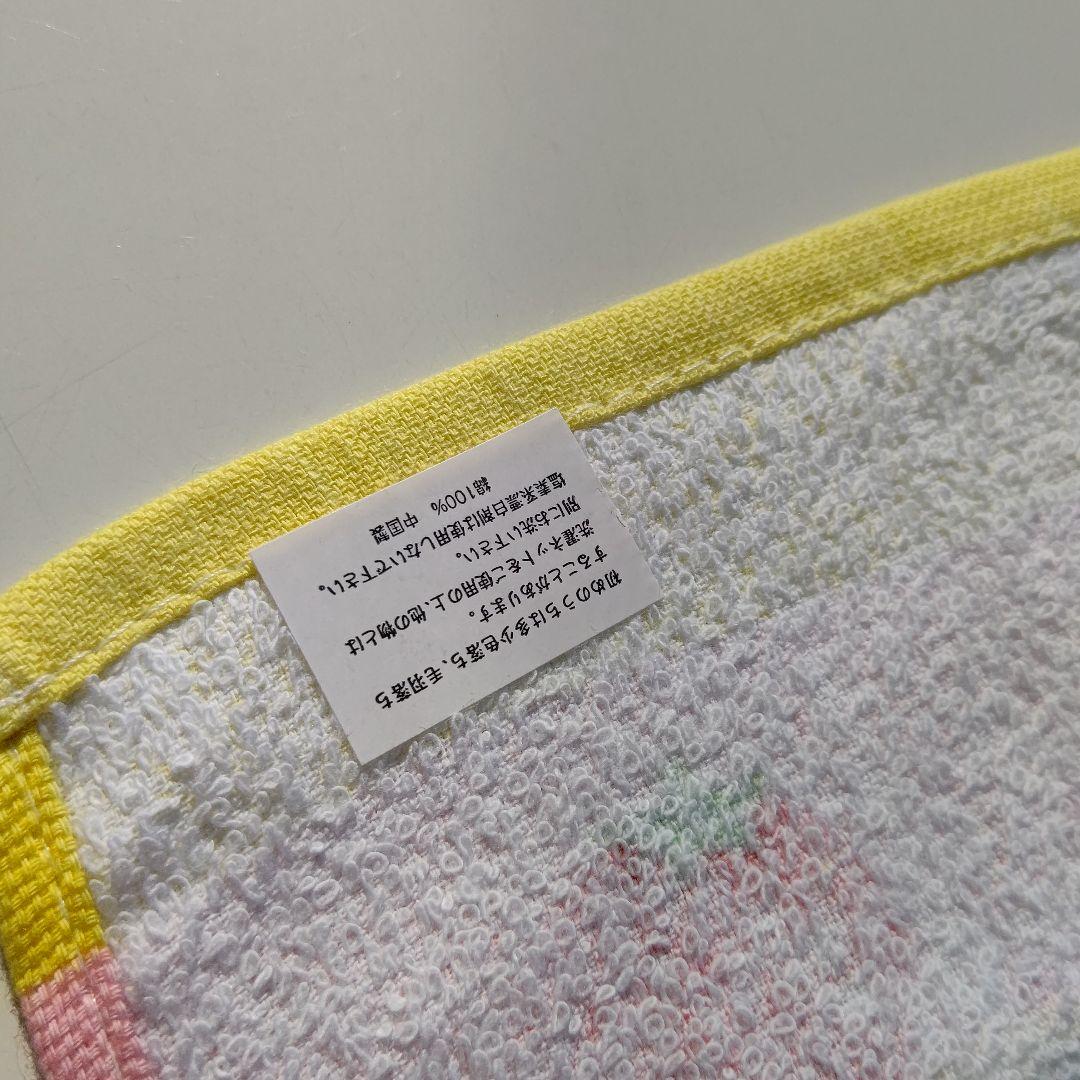 初めのうちは多少色落ち、毛羽落ち
することがあります。
洗濯ネットをご使用の上、他の物とは
別にお洗い下さい。
塩素系漂白剤は使用しないで下さい。
綿100% 中国製